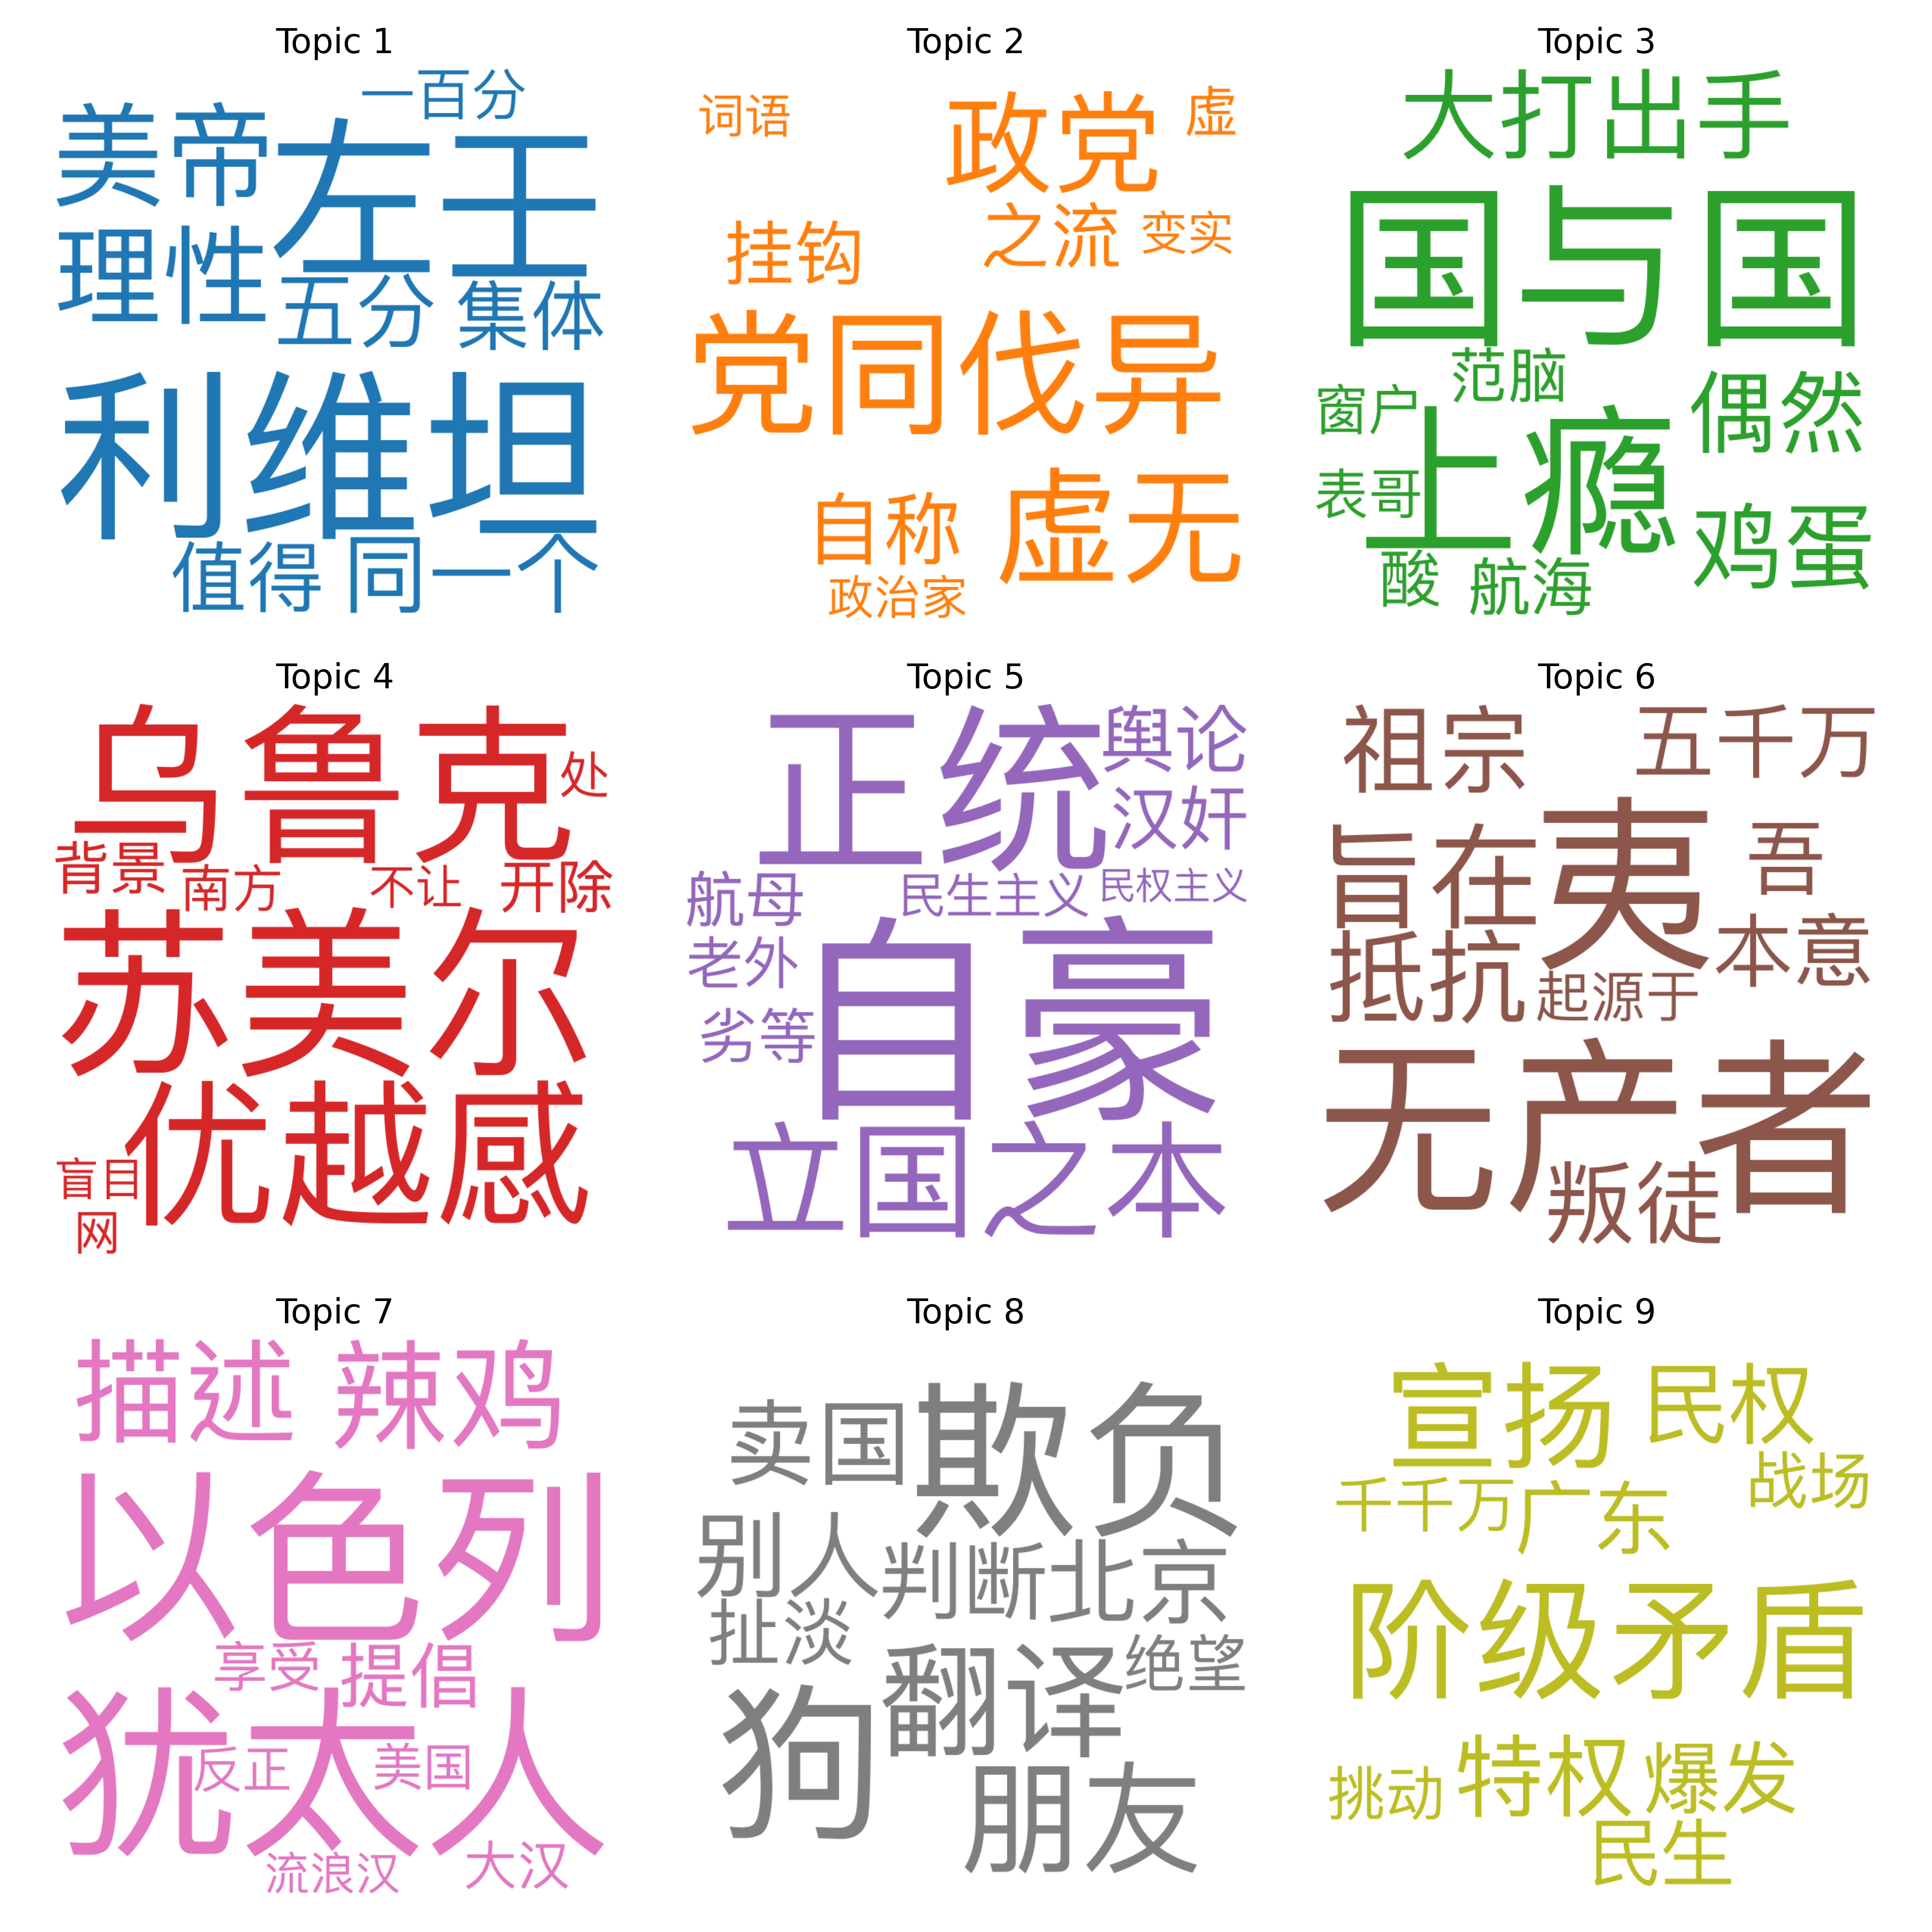 Topic 1
一百分
美帝
左壬
理性
五分
集体
利维坦
值得
同一个
Topic 2
词语
政党
虚
挂钩
之流
变实
党同伐异
自称
虚无
政治家
Topic 3
大打出手
国与国
范脑
窗户
偶然
上瘾
表哥
鸡蛋
酸
航海
Topic 4
乌鲁克
处
背景
南方
不让
开除
苏美尔
优越感
盲目
网
Topic 5
正统
舆论
汉奸
航母
民生主义
民权主义
老外
自豪
劣等
立国之本
Topic 6
祖宗
五千万
旨在
夷
吾
抵抗
本意
起源于
无产者
叛徒
Topic 7
描述
辣鸡
以色列
享受
提倡
犹太人
反正
美国
流浪汉
大汉
Topic 8
卖国
欺负
别人
判断
北京
扯淡
翻译
绝望
狗
朋友
Topic 9
宣扬
民权
战场
千千万
广东
阶级矛盾
挑动
特权
爆发
民生